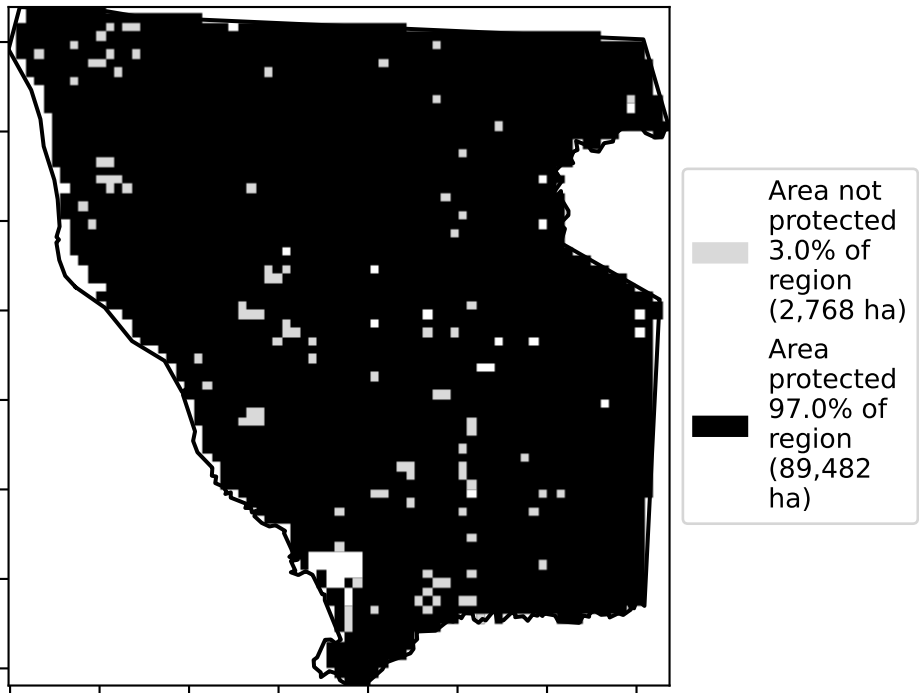 Area not
protected
3.0% of
region
(2,768 ha)
Area
protected
97.0% of
region
(89,482
ha)